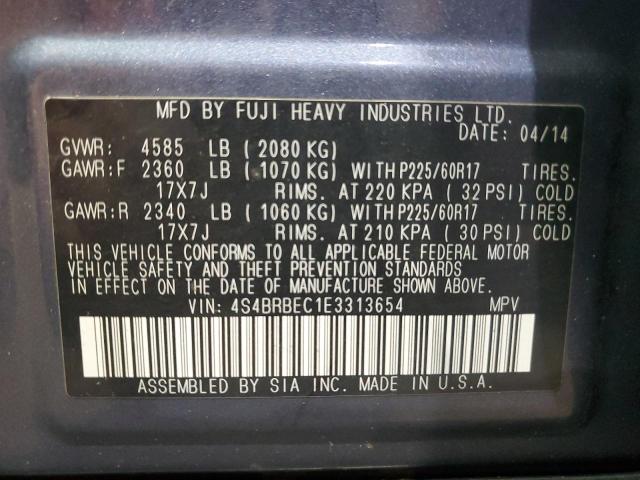 MFD BY FUJI HEAVY INDUSTRIES LTD.
DATE: 04/14
GVWR: 4585 LB (2080 KG)
GAWR:F 2360 LB (1070 KG) WITH P225/60R17 TIRES.
17X7J RIMS. AT 220 KPA (32 PSI) COLD
GAWR:R 2340 LB (1060 KG) WITH P225/60R17 TIRES.
17X7J RIMS. AT 210 KPA (30 PSI) COLD
THIS VEHICLE CONFORMS TO ALL APPLICABLE FEDERAL MOTOR
VEHICLE SAFETY AND THEFT PREVENTION STANDARDS
IN EFFECT ON THE DATE OF MANUFACTURE SHOWN ABOVE.
VIN: 4S4BRBEC1E3313654 MPV
ASSEMBLED BY SIA INC. MADE IN U.S.A.